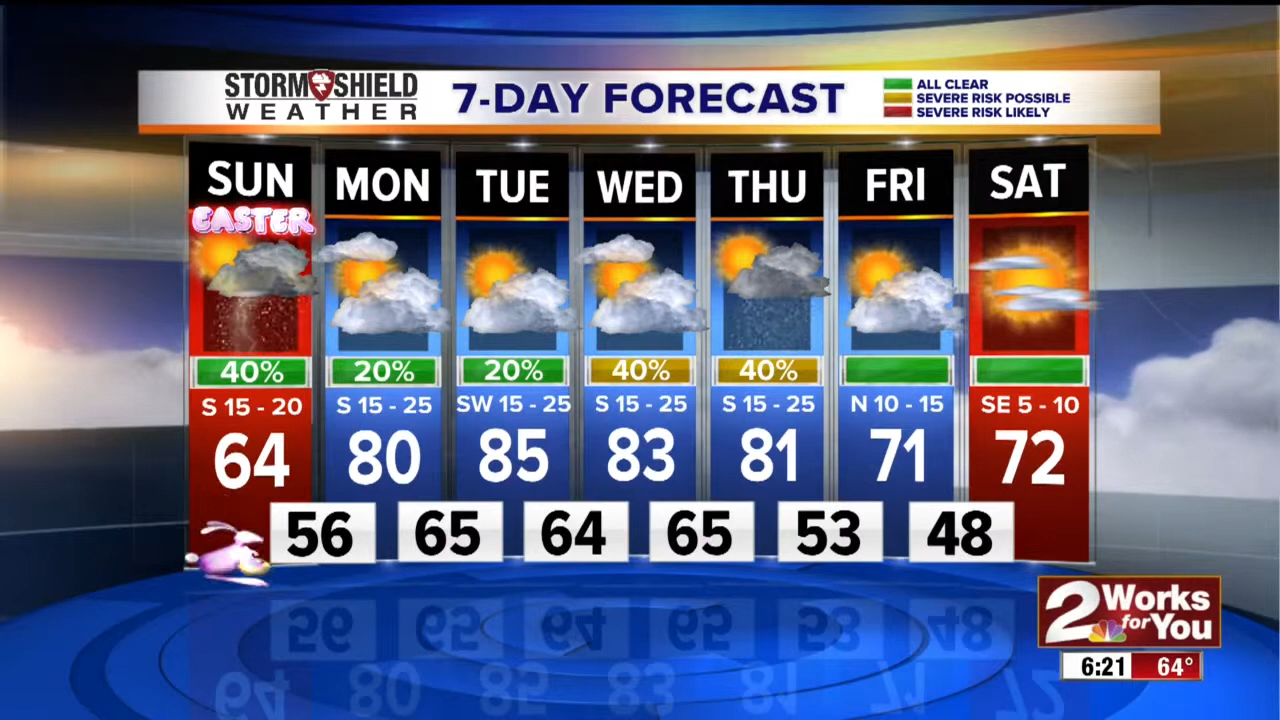 STORM SHIELD
WEATHER
7-DAY FORECAST
ALL CLEAR
SEVERE RISK POSSIBLE
SEVERE RISK LIKELY
SUN MON TUE WED THU FRI SAT
EASTER
40% 20% 20% 40% 40%
S 15 - 20 S 15 - 25 SW 15 - 25 S 15 - 25 S 15 - 25 N 10 - 15 SE 5 - 10
64 80 85 83 81 71 72
56 65 64 65 53 48
2 Works
for You
6:21 64°